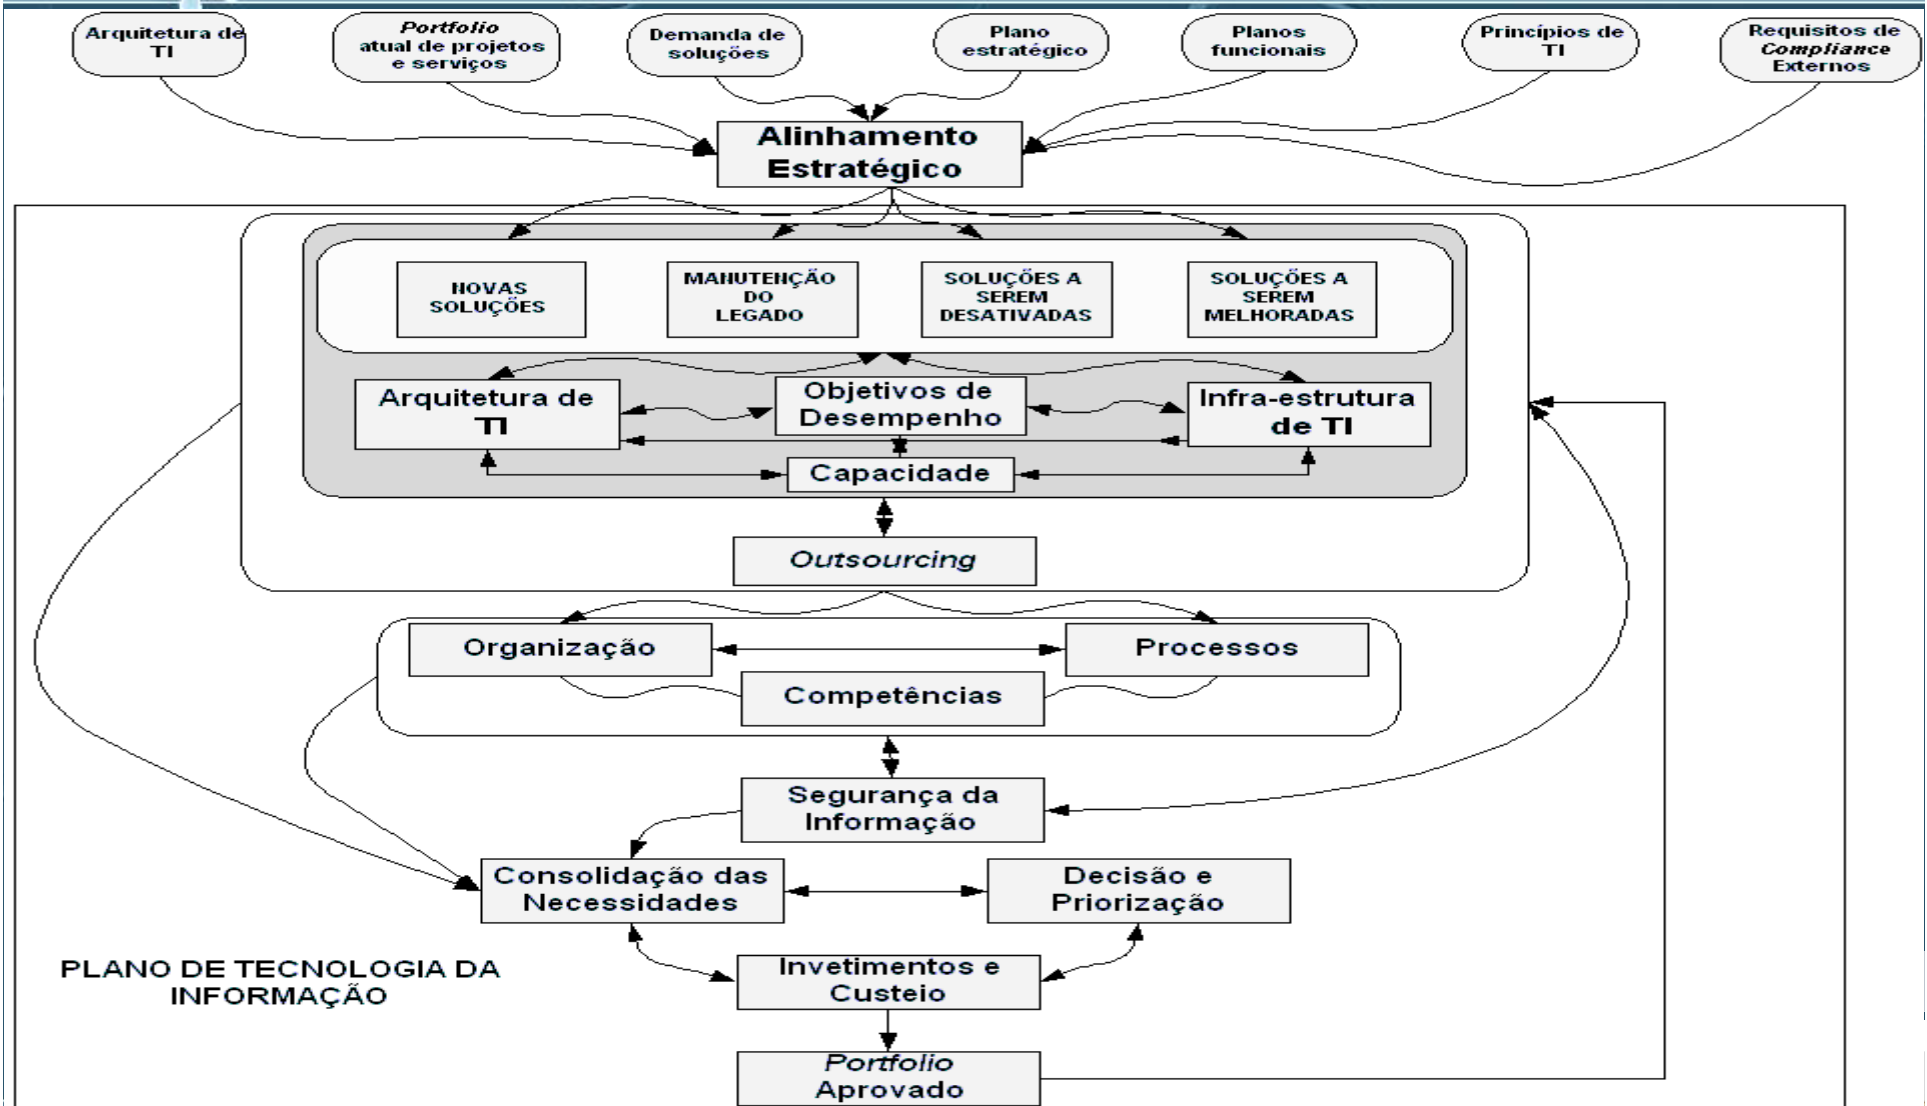 Arquitetura de
TI
Portfolio
atual de projetos
e serviços
Demanda de
soluções
Plano
estratégico
Planos
funcionais
Princípios de
TI
Requisitos de
Compliance
Externos
Alinhamento
Estratégico
NOVAS
SOLUÇÕES
MANUTENÇÃO
DO
LEGADO
SOLUÇÕES A
SEREM
DESATIVADAS
SOLUÇÕES A
SEREM
MELHORADAS
Arquitetura de
TI
Objetivos de
Desempenho
Infra-estrutura
de TI
Capacidade
Outsourcing
Organização
Processos
Competências
Segurança da
Informação
Consolidação das
Necessidades
Decisão e
Priorização
PLANO DE TECNOLOGIA DA
INFORMAÇÃO
Invetimentos e
Custeio
Portfolio
Aprovado